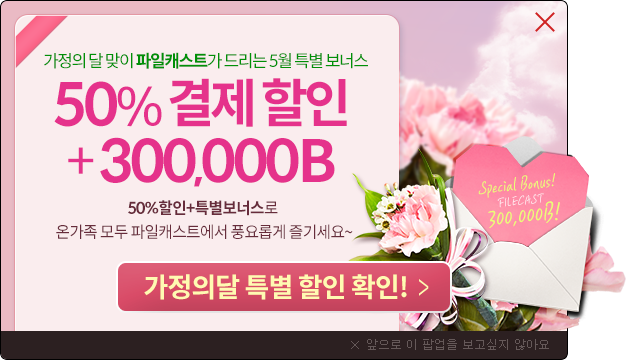 가정의 달 맞이 파일캐스트가 드리는 5월 특별 보너스
50% 결제 할인
+ 300,000B
50%할인+특별보너스로
온가족 모두 파일캐스트에서 풍요롭게 즐기세요~
Special Bonus!
FILECAST
300,000B!
가정의달 특별 할인 확인! >
× 앞으로 이 팝업을 보고싶지 않아요